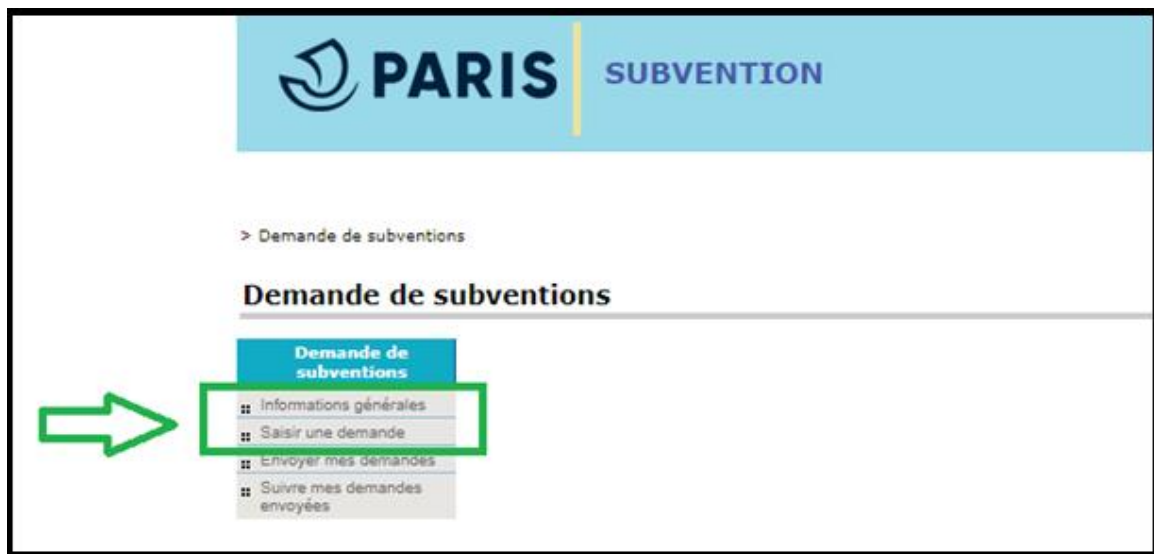 PARIS
SUBVENTION
> Demande de subventions
Demande de subventions
Demande de
subventions
Informations générales
Saisir une demande
Envoyer mes demandes
Suivre mes demandes
envoyées